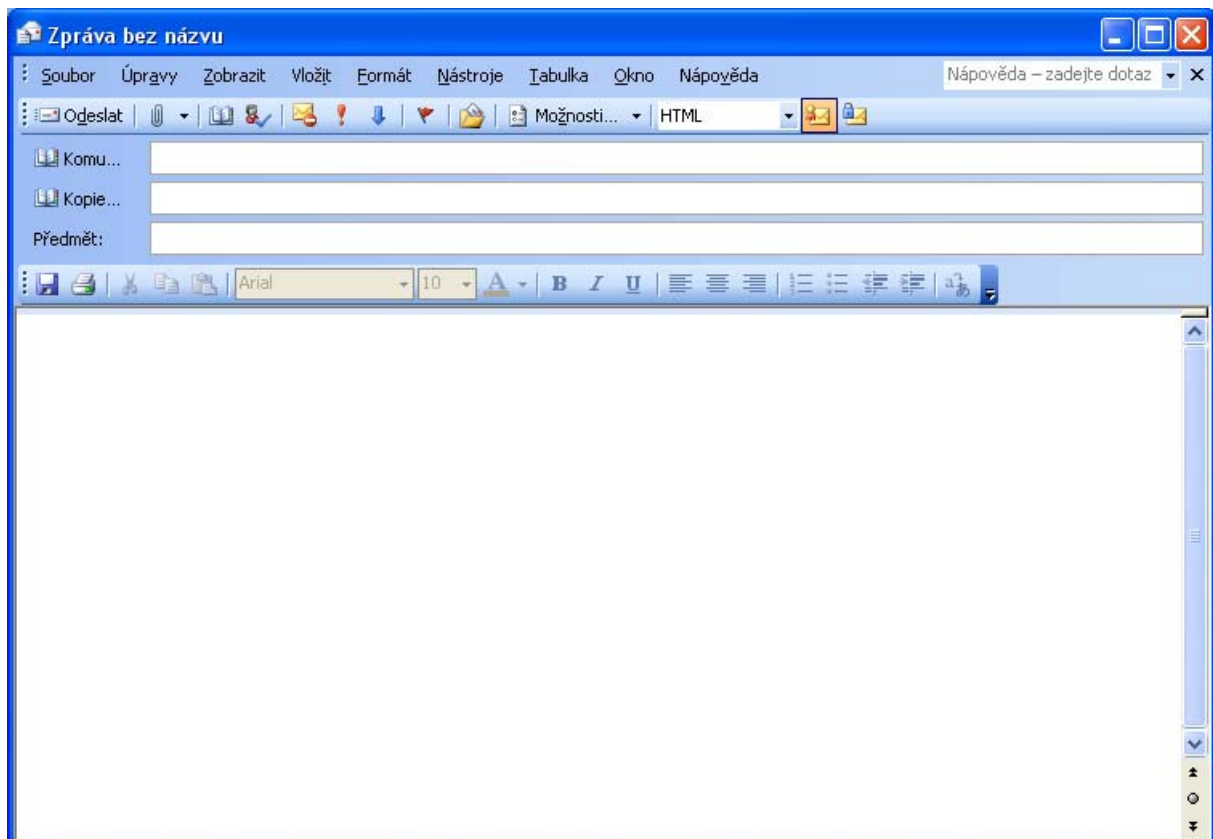 Zpráva bez názvu
Soubor Úpravy Zobrazit Vložit Formát Nástroje Tabulka Okno Nápověda Nápověda – zadejte dotaz
Odeslat Možnosti... HTML
Komu...
Kopie...
Předmět:
Arial 10 A B I U